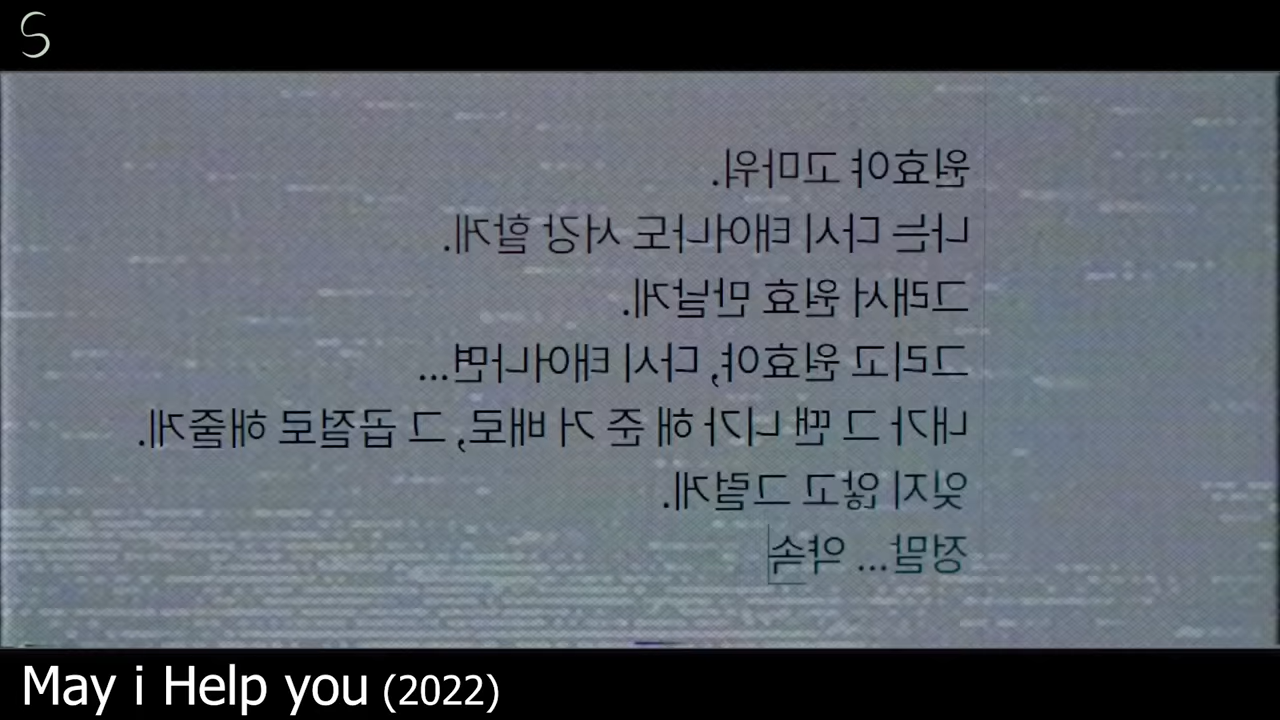 S
원효야 고마워.
나는 다시 태어나도 서강 할게.
그래서 원효 만날게.
그리고 원효야, 다시 태어나면...
내가 그 땐 니가 해 준 거 배로, 그 곱절로 해줄게.
잊지 않고 그럴게.
정말... 약속
May i Help you (2022)